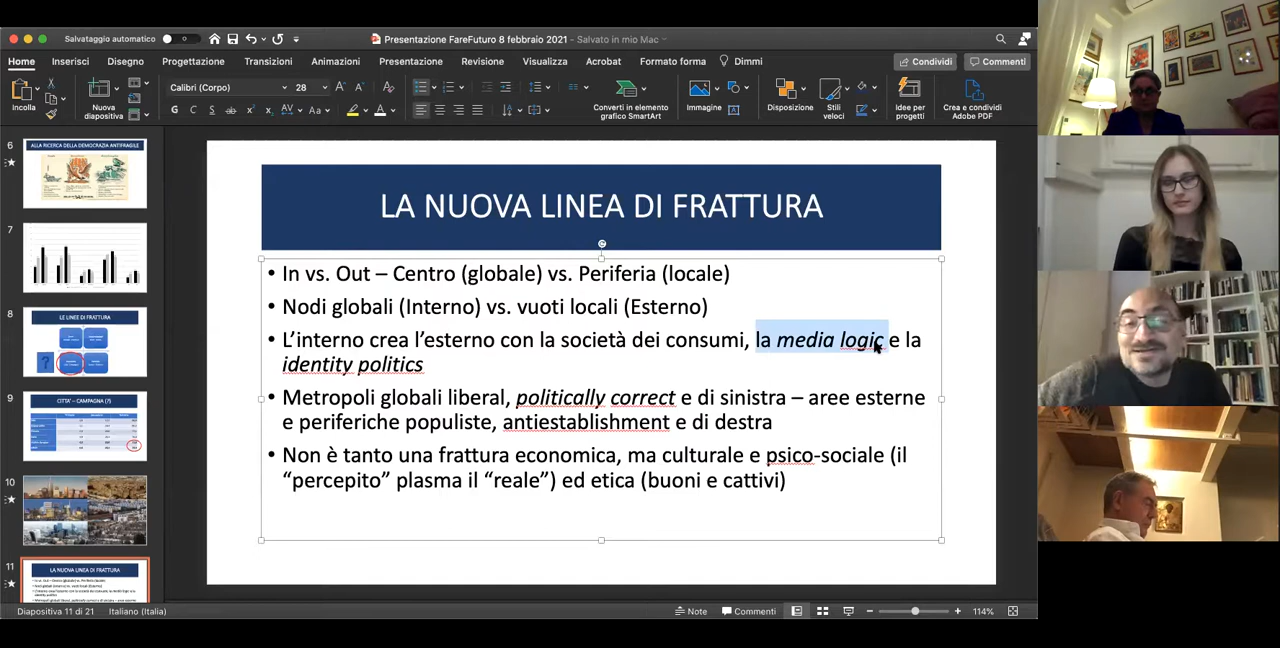 Salvataggio automatico
Presentazione FareFuturo 8 febbraio 2021 – Salvato in mio Mac
Home Inserisci Disegno Progettazione Transizioni Animazioni Presentazione Revisione Visualizza Acrobat Formato forma Dimmi Condividi Commenti
Incolla
Nuova diapositiva
Calibri (Corpo) 28
G C S ab X² X₂ AV Aa A
Converti in elemento grafico SmartArt
Immagine
Disposizione
Stili veloci
Idee per progetti
Crea e condividi Adobe PDF
6
ALLA RICERCA DELLA DEMOCRAZIA ANTIFRAGILE
7
8
LE LINEE DI FRATTURA
?
9
CITTA' – CAMPAGNA (?)
10
11
LA NUOVA LINEA DI FRATTURA
LA NUOVA LINEA DI FRATTURA
• In vs. Out – Centro (globale) vs. Periferia (locale)
• Nodi globali (Interno) vs. vuoti locali (Esterno)
• L’interno crea l’esterno con la società dei consumi, la media logic e la
identity politics
• Metropoli globali liberal, politically correct e di sinistra – aree esterne
e periferiche populiste, antiestablishment e di destra
• Non è tanto una frattura economica, ma culturale e psico-sociale (il
“percepito” plasma il “reale”) ed etica (buoni e cattivi)
Diapositiva 11 di 21 Italiano (Italia) Note Commenti 114%